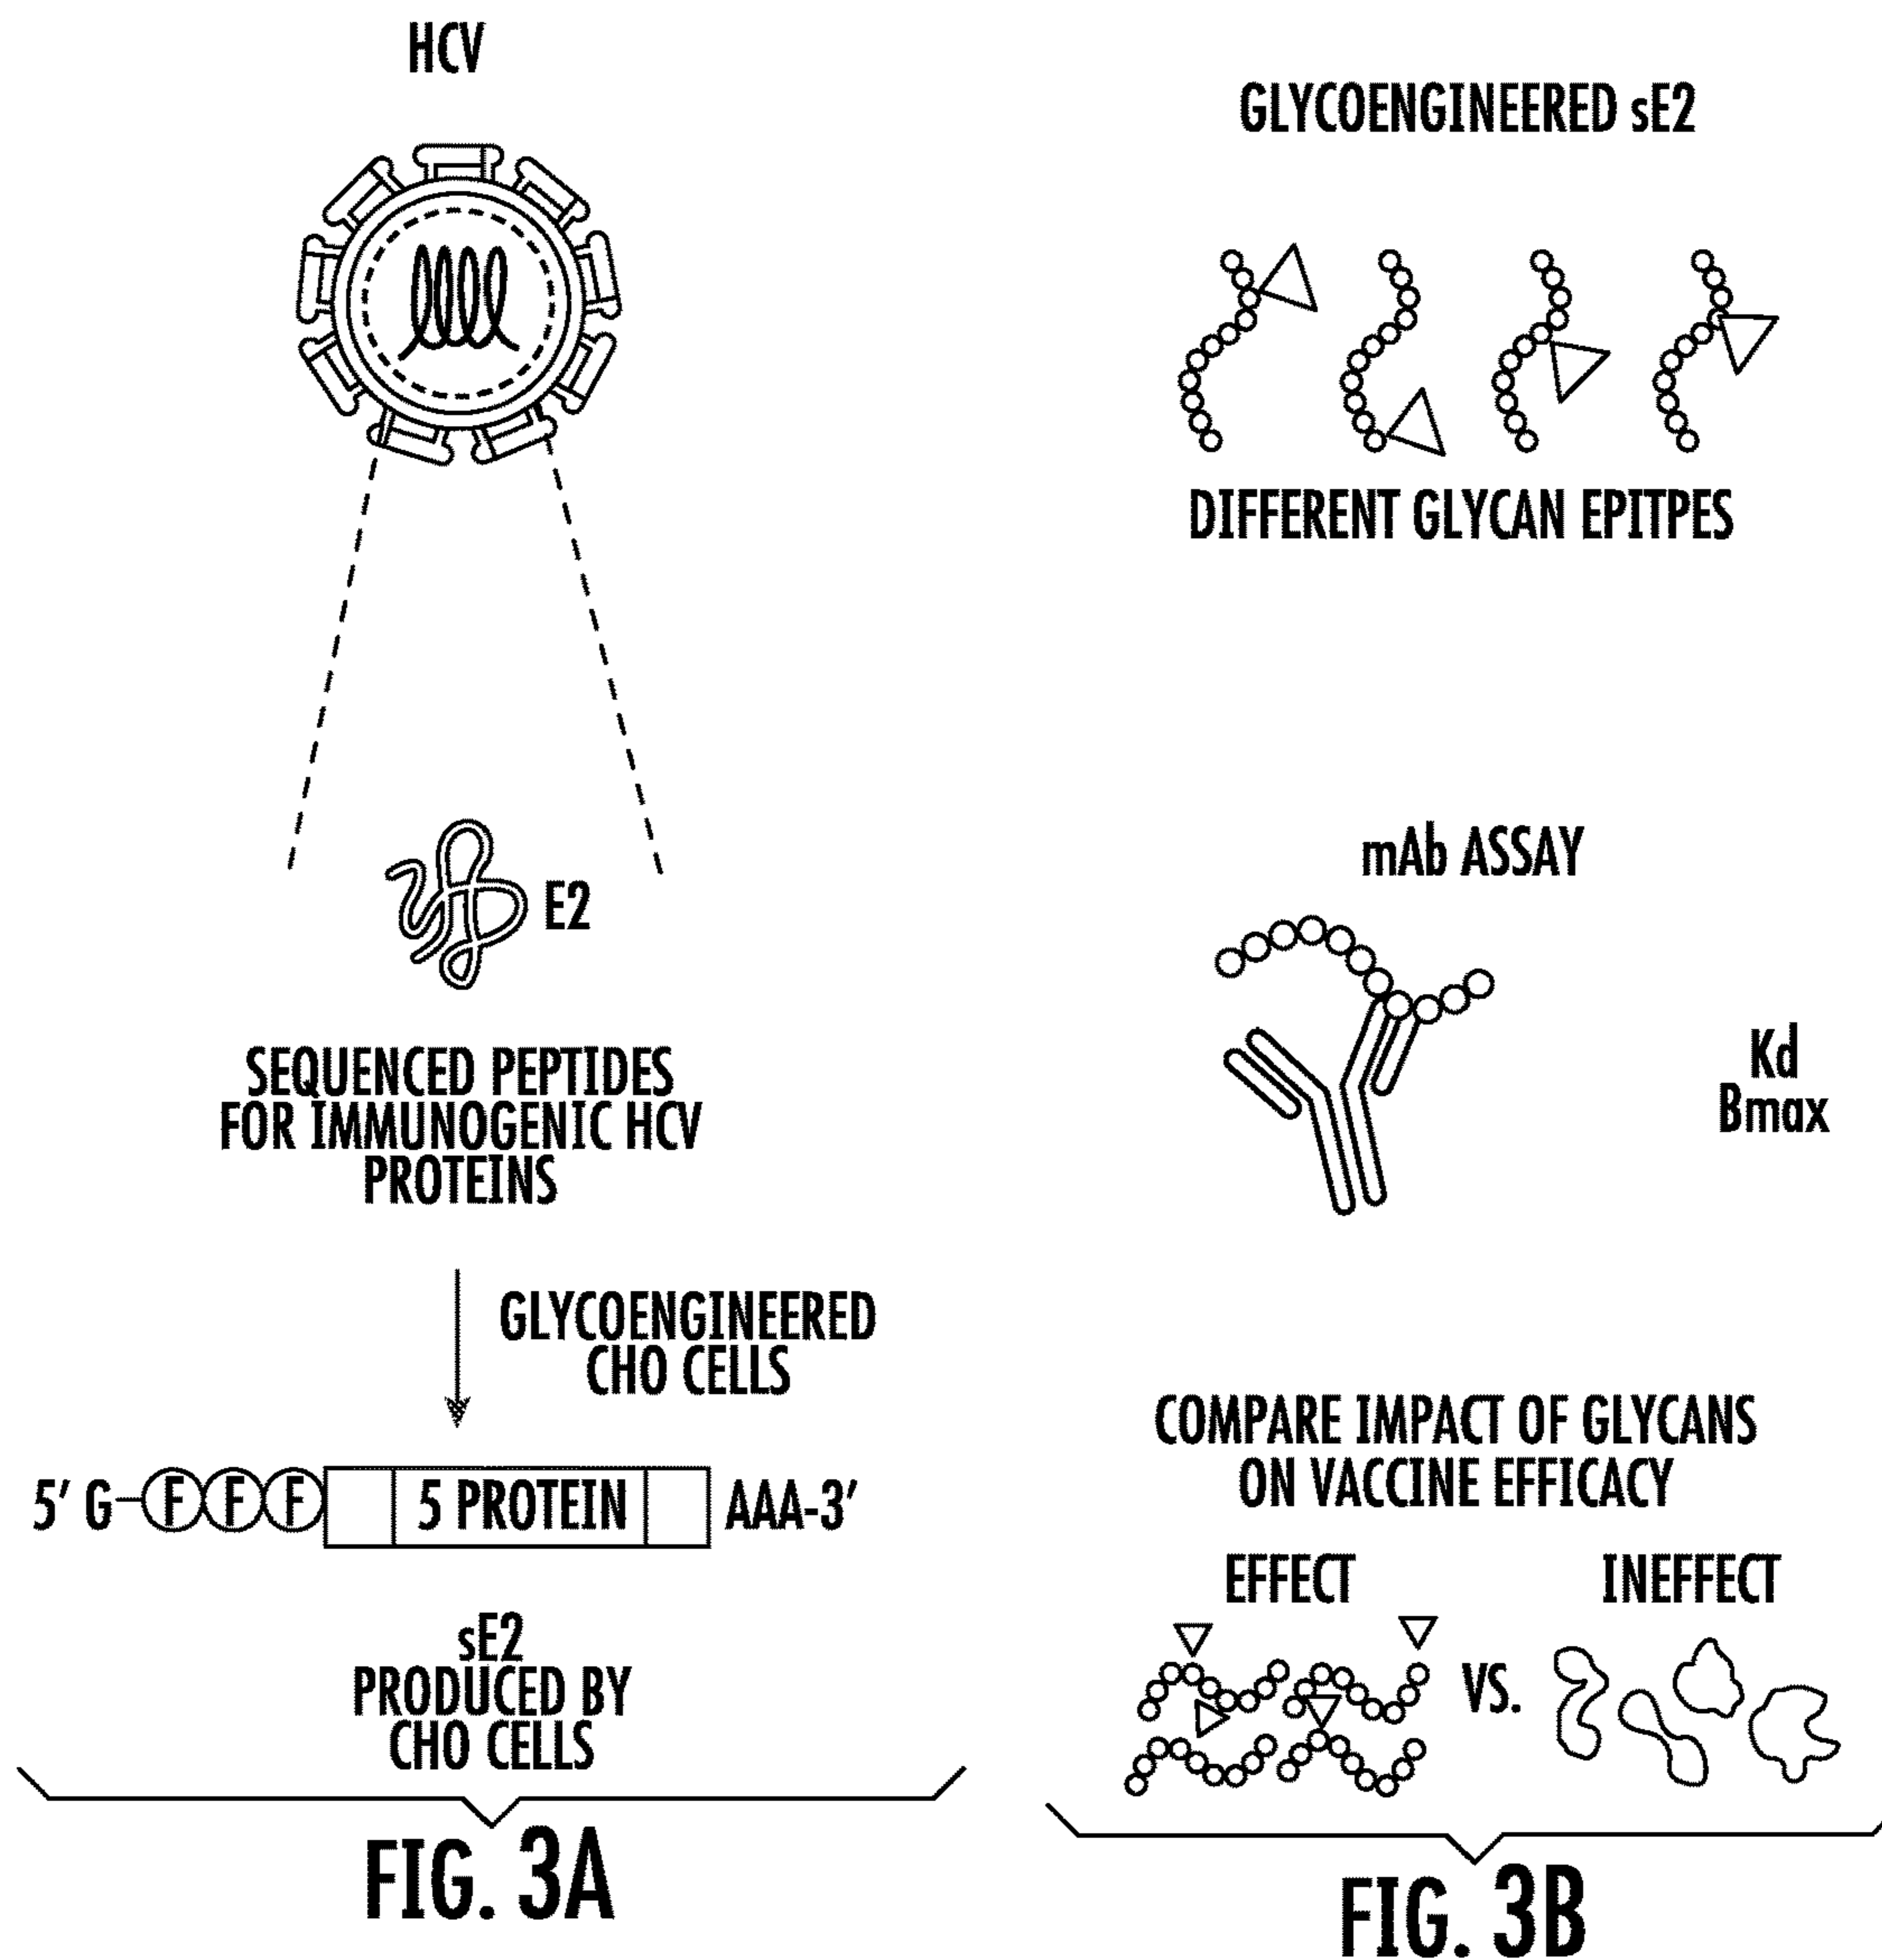 HCV
E2
SEQUENCED PEPTIDES
FOR IMMUNOGENIC HCV
PROTEINS
GLYCOENGINEERED
CHO CELLS
5' G F F F 5 PROTEIN AAA-3'
sE2
PRODUCED BY
CHO CELLS
FIG. 3A
GLYCOENGINEERED sE2
DIFFERENT GLYCAN EPITPES
mAb ASSAY
Kd
Bmax
COMPARE IMPACT OF GLYCANS
ON VACCINE EFFICACY
EFFECT
VS.
INEFFECT
FIG. 3B